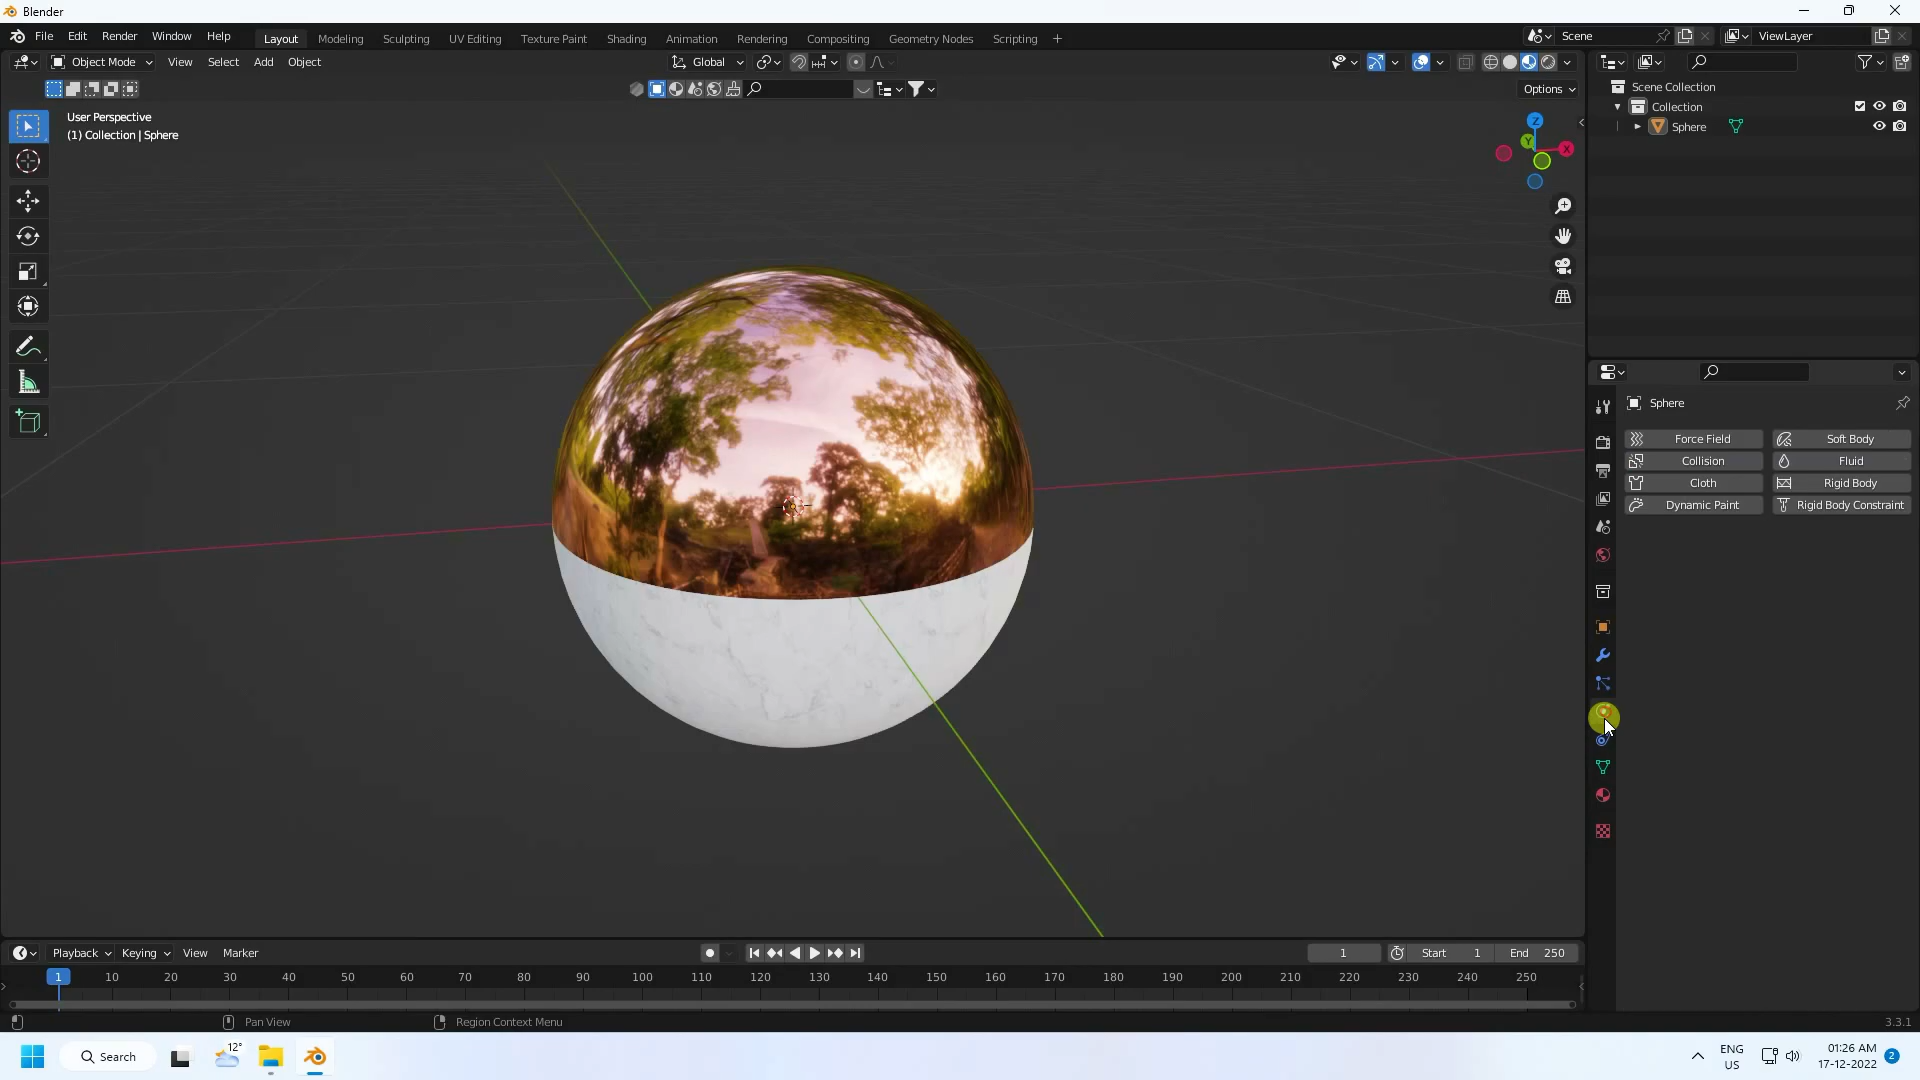 Blender
File Edit Render Window Help Layout Modeling Sculpting UV Editing Texture Paint Shading Animation Rendering Compositing Geometry Nodes Scripting + Scene ViewLayer
Object Mode View Select Add Object Global
Options
User Perspective
(1) Collection | Sphere
Z
Y
X
Scene Collection
Collection
Sphere
Sphere
Force Field Soft Body
Collision Fluid
Cloth Rigid Body
Dynamic Paint Rigid Body Constraint
Playback Keying View Marker 1 Start 1 End 250
1 10 20 30 40 50 60 70 80 90 100 110 120 130 140 150 160 170 180 190 200 210 220 230 240 250
Pan View Region Context Menu 3.3.1
Search 12° ENG US 01:26 AM 17-12-2022 2